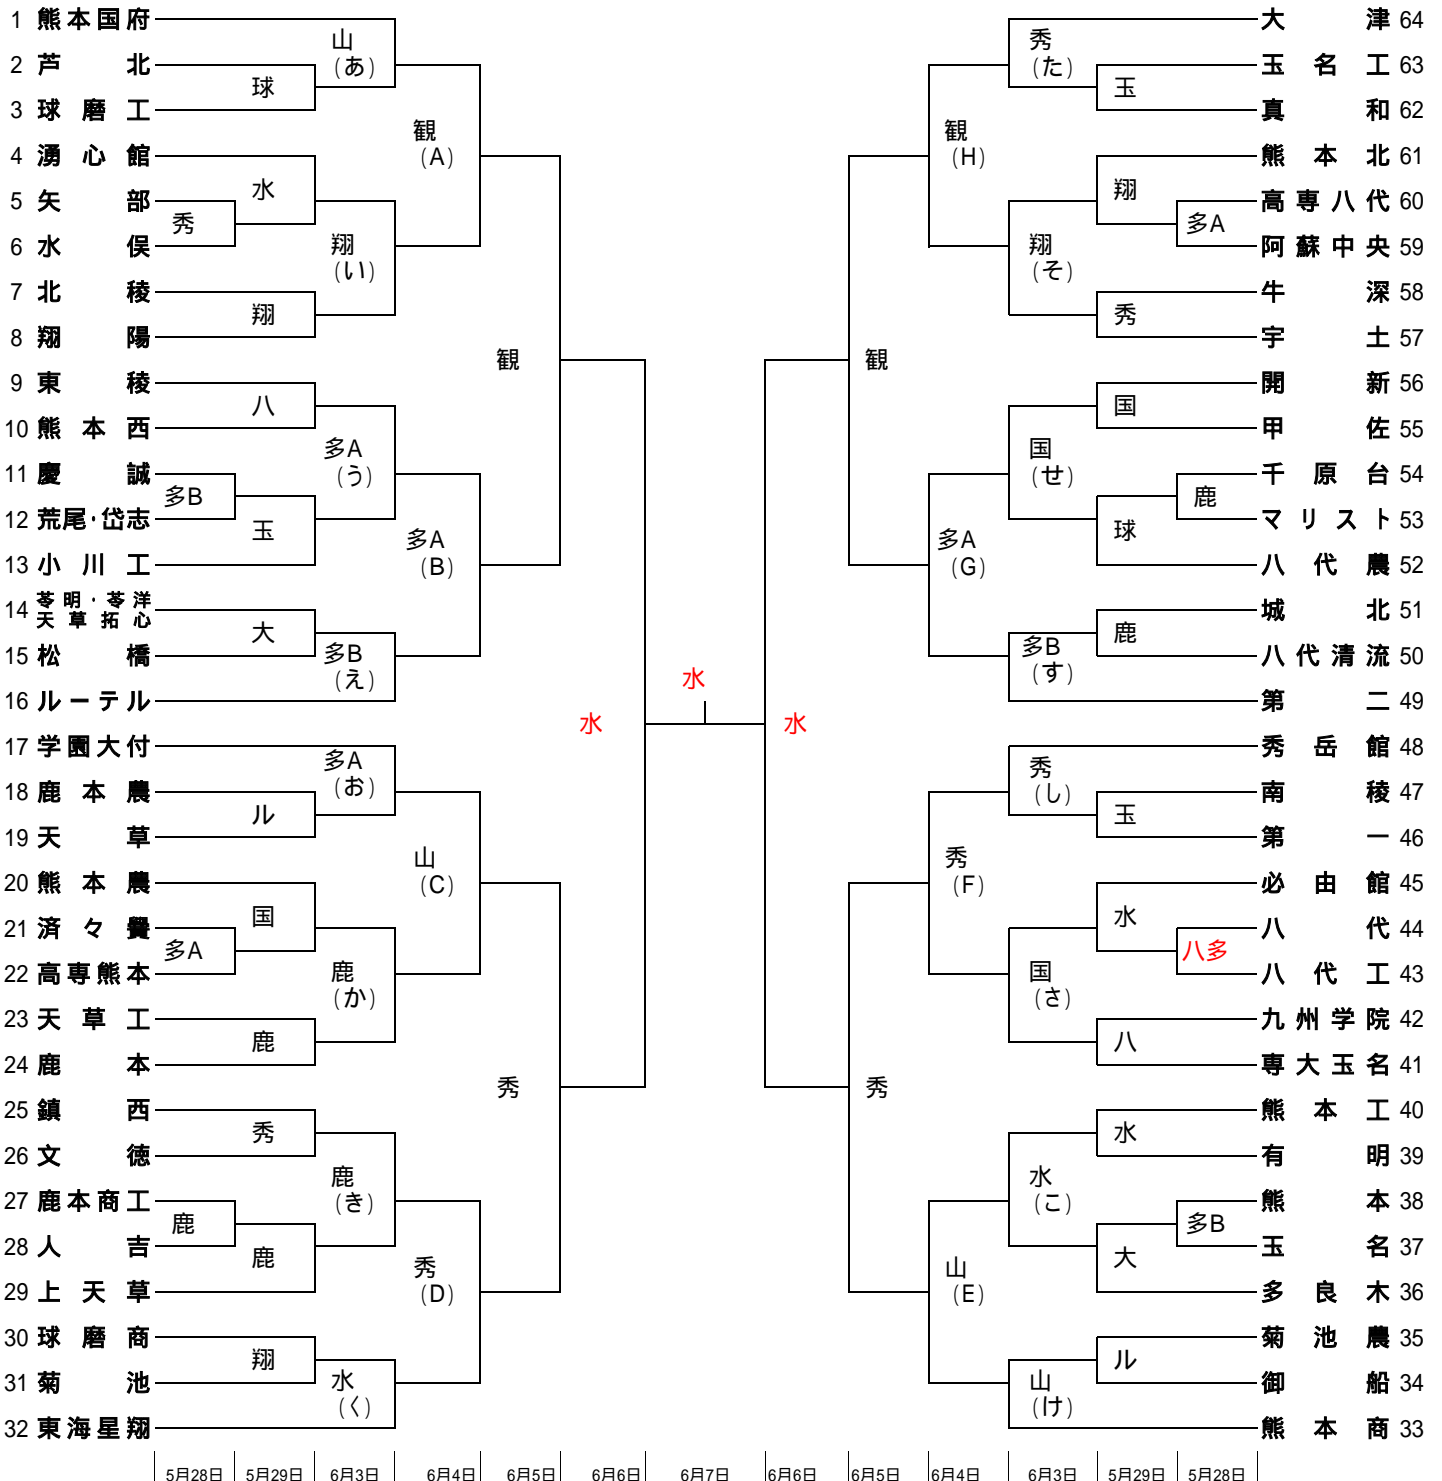 1 熊本国府
2 芦北
3 球磨工
4 湧心館
5 矢部
6 水俣
7 北稜
8 翔陽
9 東稜
10 熊本西
11 慶誠
12 荒尾・岱志
13 小川工
14 苓明・苓洋
天草拓心
15 松橋
16 ルーテル
17 学園大付
18 鹿本農
19 天草
20 熊本農
21 済々黌
22 高専熊本
23 天草工
24 鹿本
25 鎮西
26 文徳
27 鹿本商工
28 人吉
29 上天草
30 球磨商
31 菊池
32 東海星翔
秀
多B
多A
鹿
球
水
翔
八
玉
大
ル
国
鹿
秀
鹿
翔
山
(あ)
翔
(い)
多A
(う)
多B
(え)
多A
(お)
鹿
(か)
鹿
(き)
水
(く)
観
(A)
多A
(B)
山
(C)
秀
(D)
観
秀
水
水
水
観
秀
観
(H)
多A
(G)
秀
(F)
山
(E)
秀
(た)
翔
(そ)
国
(せ)
多B
(す)
秀
(し)
国
(さ)
水
(こ)
山
(け)
玉
翔
秀
国
球
鹿
玉
水
八
水
大
ル
多A
鹿
八多
多B
大津 64
玉名工 63
真和 62
熊本北 61
高専八代 60
阿蘇中央 59
牛深 58
宇土 57
開新 56
甲佐 55
千原台 54
マリスト 53
八代農 52
城北 51
八代清流 50
第二 49
秀岳館 48
南稜 47
第一 46
必由館 45
八代 44
八代工 43
九州学院 42
専大玉名 41
熊本工 40
有明 39
熊本 38
玉名 37
多良木 36
菊池農 35
御船 34
熊本商 33
5月28日 5月29日 6月3日 6月4日 6月5日 6月6日 6月7日 6月6日 6月5日 6月4日 6月3日 5月29日 5月28日